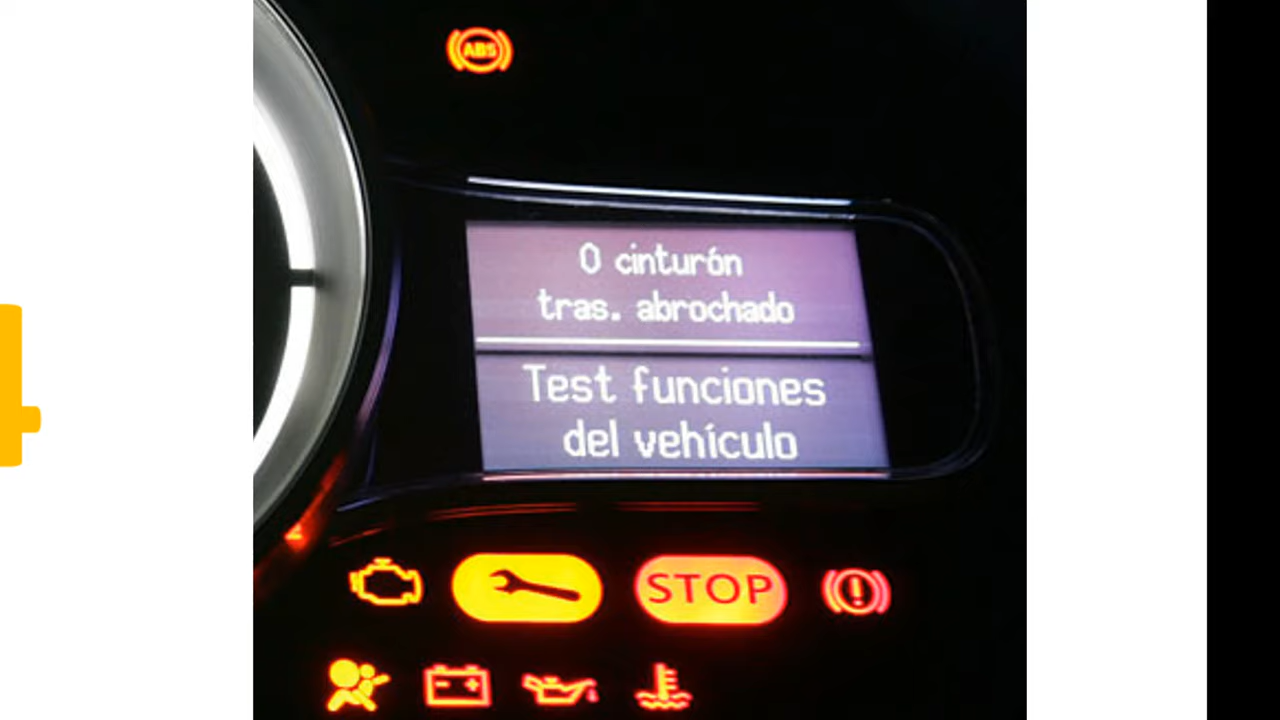 ABS
0 cinturón
tras. abrochado
Test funciones
del vehículo
STOP